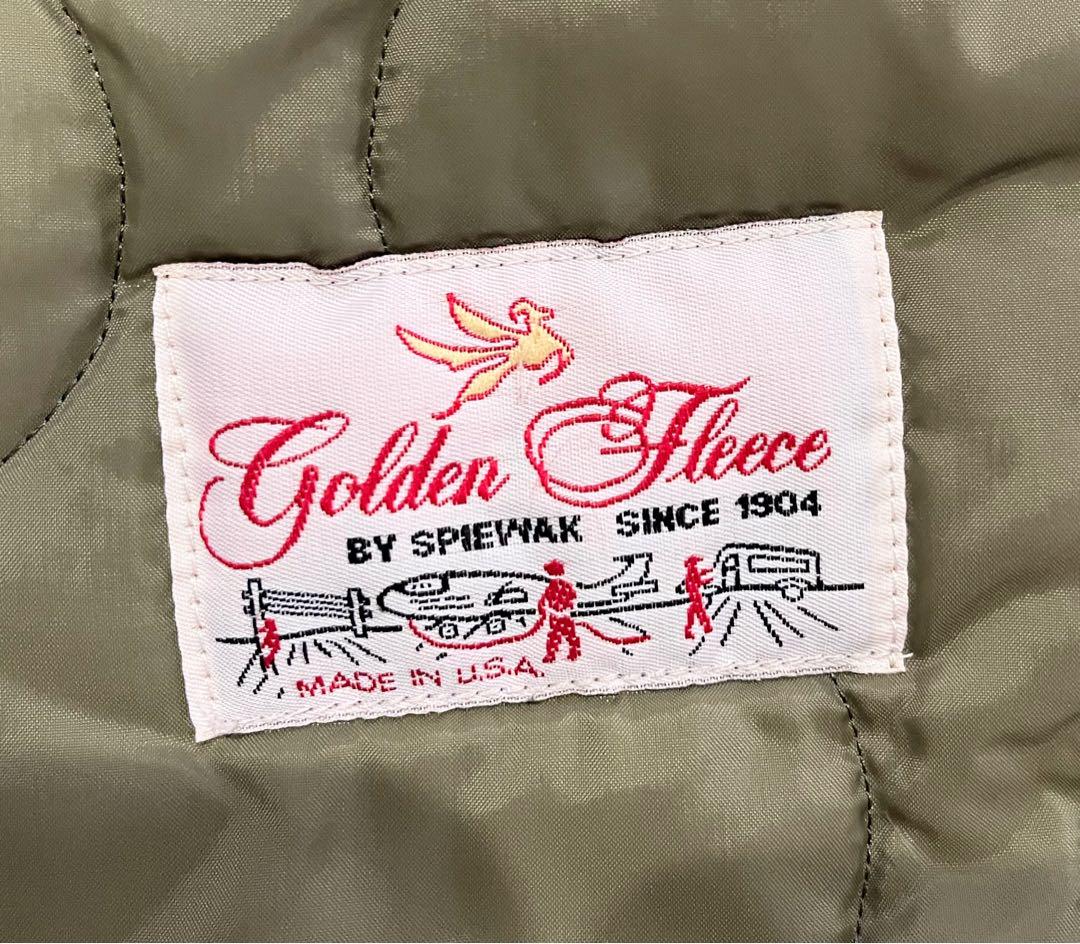 Golden Fleece
BY SPIEWAK SINCE 1904
MADE IN U.S.A.